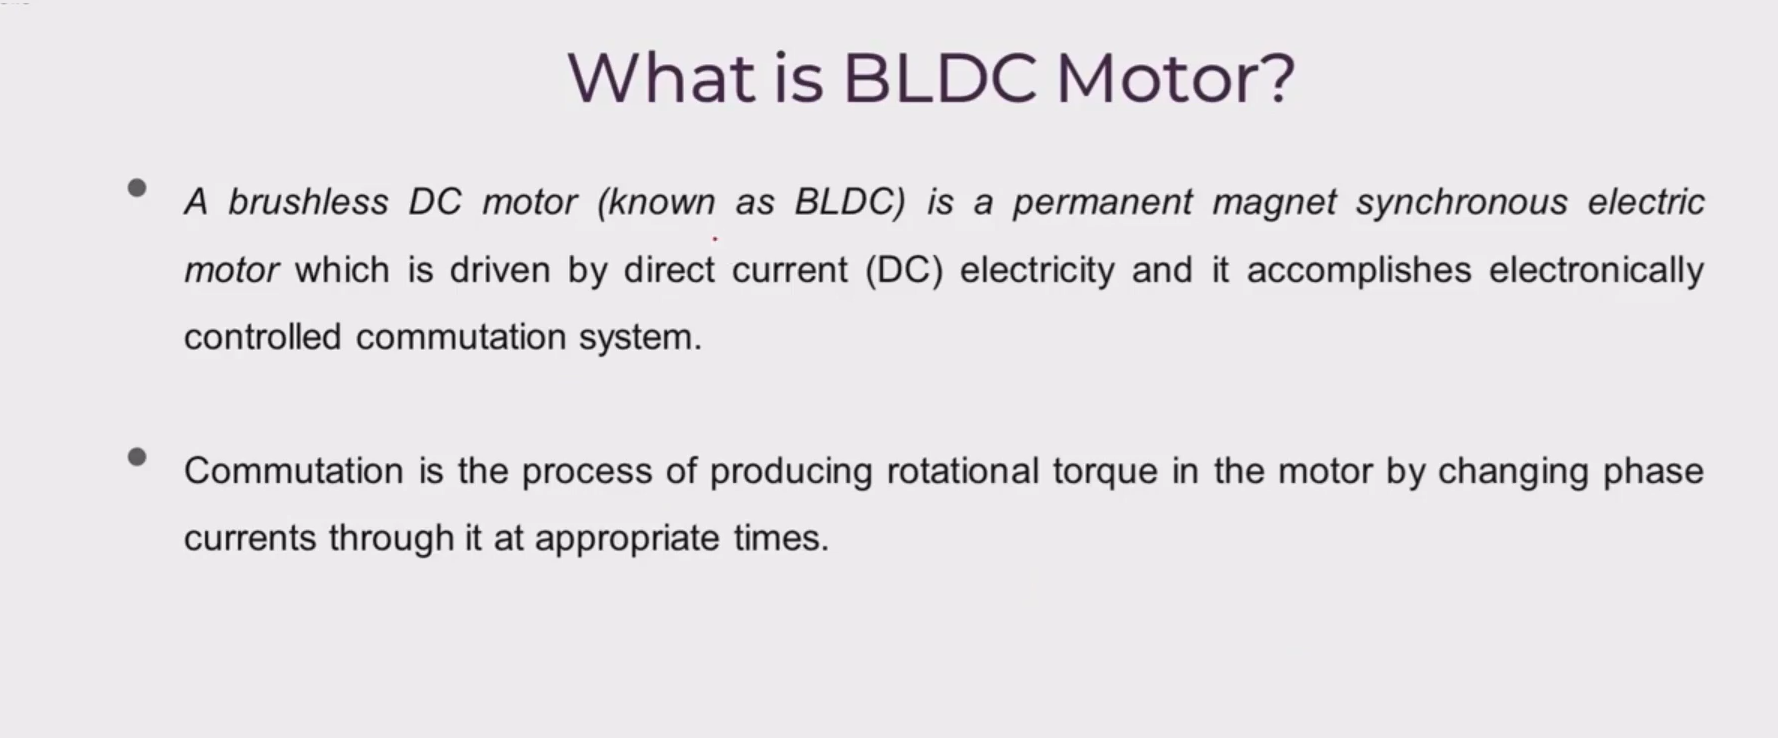 What is BLDC Motor?
A brushless DC motor (known as BLDC) is a permanent magnet synchronous electric
motor which is driven by direct current (DC) electricity and it accomplishes electronically
controlled commutation system.
Commutation is the process of producing rotational torque in the motor by changing phase
currents through it at appropriate times.